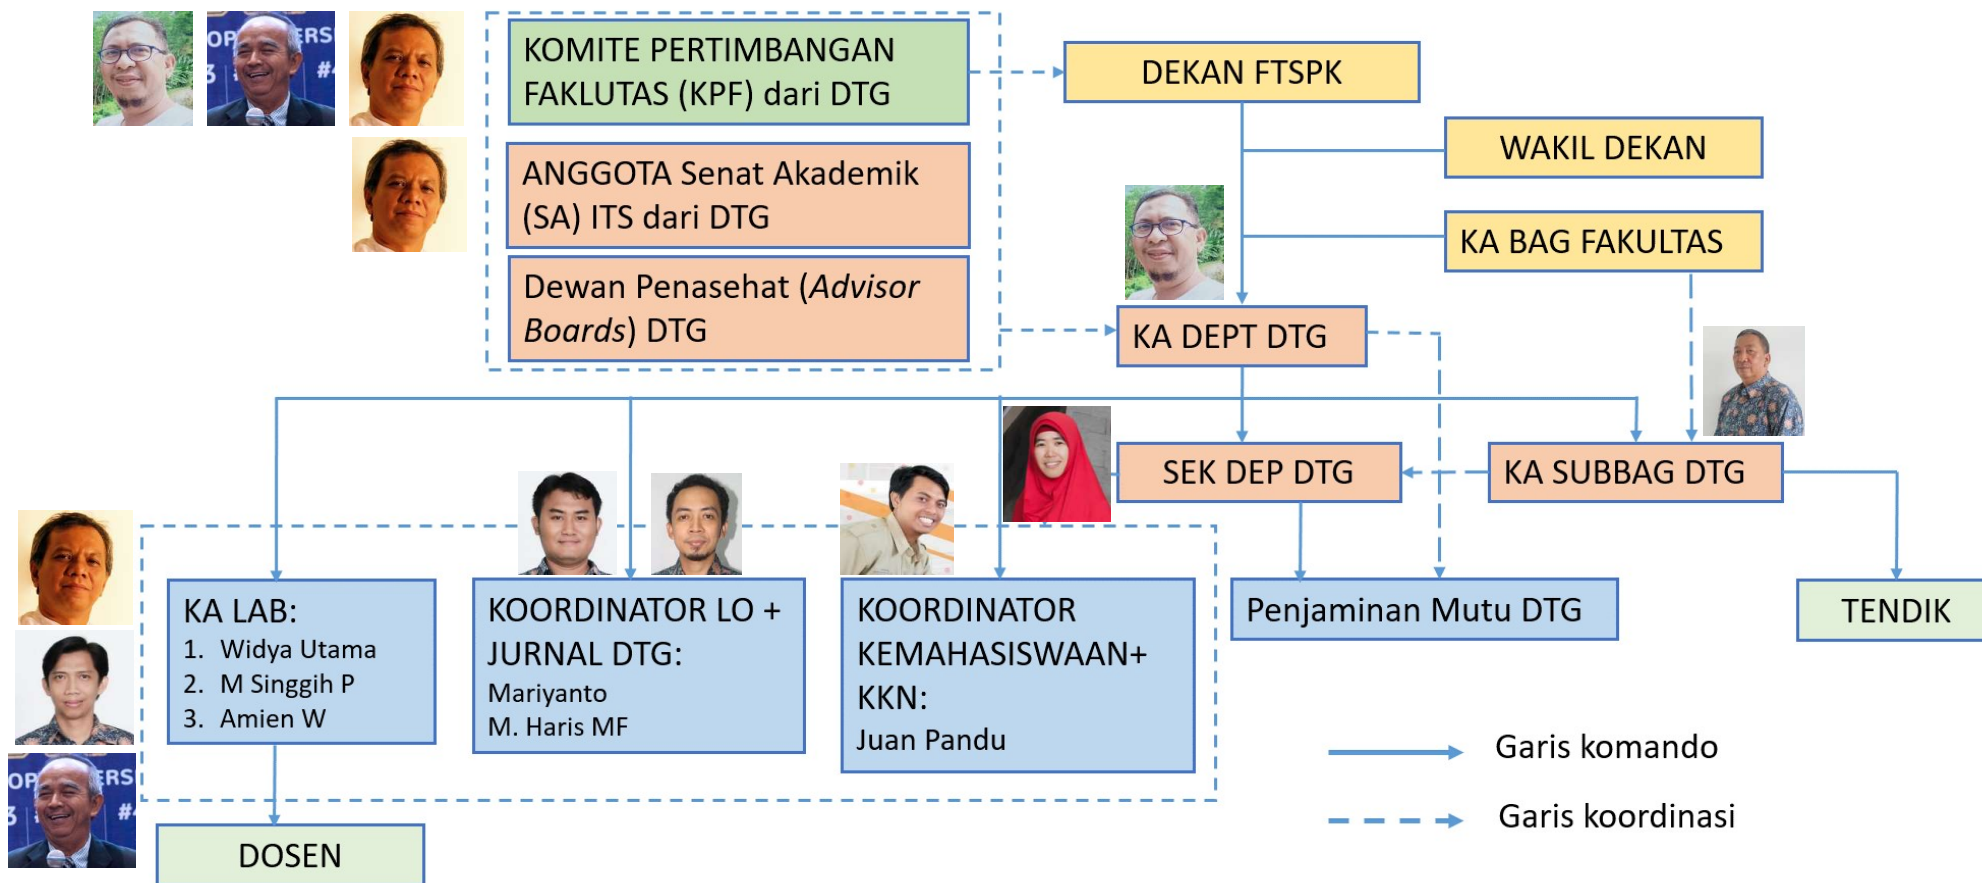 KOMITE PERTIMBANGAN
FAKLUTAS (KPF) dari DTG
DEKAN FTSPK
WAKIL DEKAN
ANGGOTA Senat Akademik
(SA) ITS dari DTG
KA BAG FAKULTAS
Dewan Penasehat (Advisor
Boards) DTG
KA DEPT DTG
SEK DEP DTG
KA SUBBAG DTG
KA LAB:
1. Widya Utama
2. M Singgih P
3. Amien W
KOORDINATOR LO +
JURNAL DTG:
Mariyanto
M. Haris MF
KOORDINATOR
KEMAHASISWAAN+
KKN:
Juan Pandu
Penjaminan Mutu DTG
TENDIK
DOSEN
Garis komando
Garis koordinasi